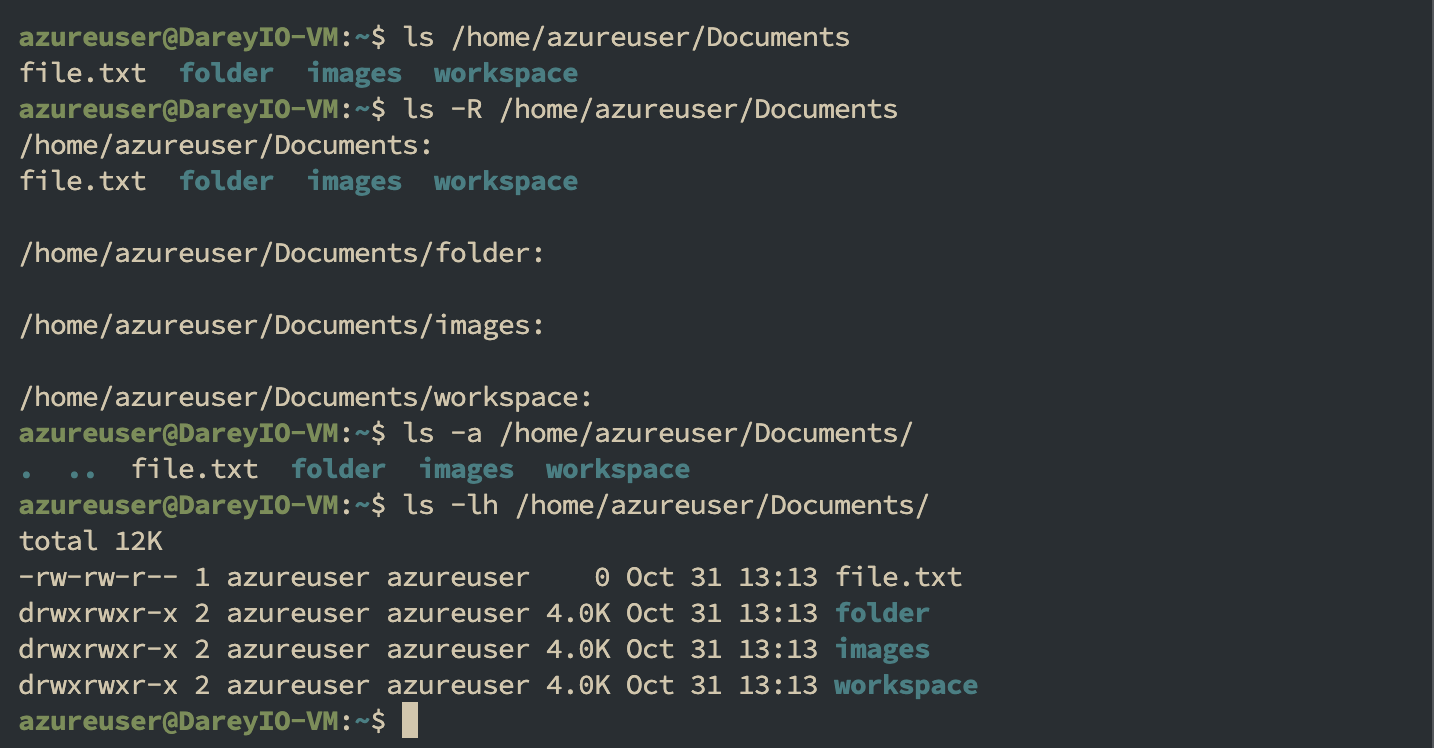 azureuser@DareyIO-VM:~$ ls /home/azureuser/Documents
file.txt  folder  images  workspace
azureuser@DareyIO-VM:~$ ls -R /home/azureuser/Documents
/home/azureuser/Documents:
file.txt  folder  images  workspace

/home/azureuser/Documents/folder:

/home/azureuser/Documents/images:

/home/azureuser/Documents/workspace:
azureuser@DareyIO-VM:~$ ls -a /home/azureuser/Documents/
.  ..  file.txt  folder  images  workspace
azureuser@DareyIO-VM:~$ ls -lh /home/azureuser/Documents/
total 12K
-rw-rw-r-- 1 azureuser azureuser    0 Oct 31 13:13 file.txt
drwxrwxr-x 2 azureuser azureuser 4.0K Oct 31 13:13 folder
drwxrwxr-x 2 azureuser azureuser 4.0K Oct 31 13:13 images
drwxrwxr-x 2 azureuser azureuser 4.0K Oct 31 13:13 workspace
azureuser@DareyIO-VM:~$